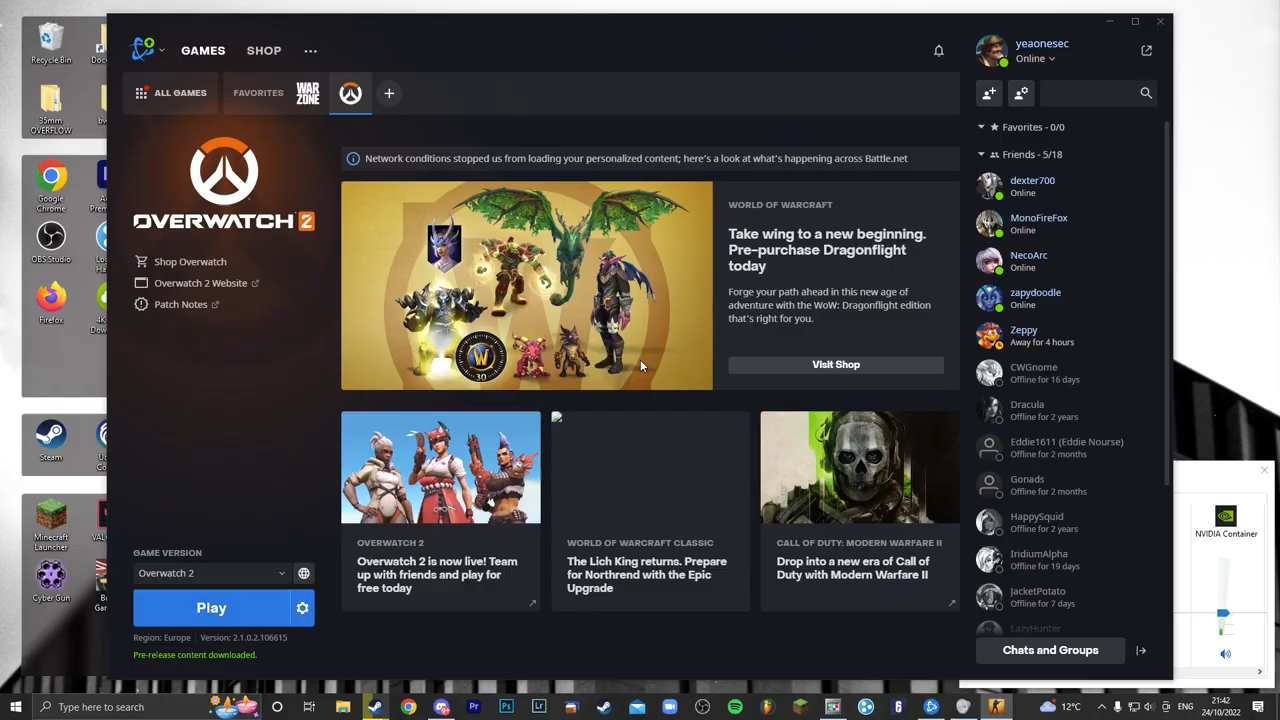 Recycle Bin
35mm
OVERFLOW
Google
Chrome
OBS Studio
Firefox
Steam
Minecraft
Launcher
Cyber Gun
GAMES
SHOP
ALL GAMES
FAVORITES
WAR
ZONE
OVERWATCH 2
Shop Overwatch
Overwatch 2 Website
Patch Notes
GAME VERSION
Overwatch 2
Play
Region: Europe
Version: 2.1.0.2.106615
Pre-release content downloaded.
Network conditions stopped us from loading your personalized content; here's a look at what's happening across Battle.net
30
WORLD OF WARCRAFT
Take wing to a new beginning.
Pre-purchase Dragonflight
today
Forge your path ahead in this new age of
adventure with the WoW: Dragonflight edition
that's right for you.
Visit Shop
OVERWATCH 2
Overwatch 2 is now live! Team
up with friends and play for
free today
WORLD OF WARCRAFT CLASSIC
The Lich King returns. Prepare
for Northrend with the Epic
Upgrade
CALL OF DUTY: MODERN WARFARE II
Drop into a new era of Call of
Duty with Modern Warfare II
yeaonesec
Online
Favorites - 0/0
Friends - 5/18
dexter700
Online
MonoFireFox
Online
NecoArc
Online
zapydoodle
Online
Zeppy
Away for 4 hours
CWGnome
Offline for 16 days
Dracula
Offline for 2 years
Eddie1611 (Eddie Nourse)
Offline for 2 months
Gonads
Offline for 2 months
HappySquid
Offline for 2 years
IridiumAlpha
Offline for 19 days
JacketPotato
Offline for 7 days
LazyHunter
Chats and Groups
NVIDIA Container
Type here to search
12°C
ENG
21:42
24/10/2022